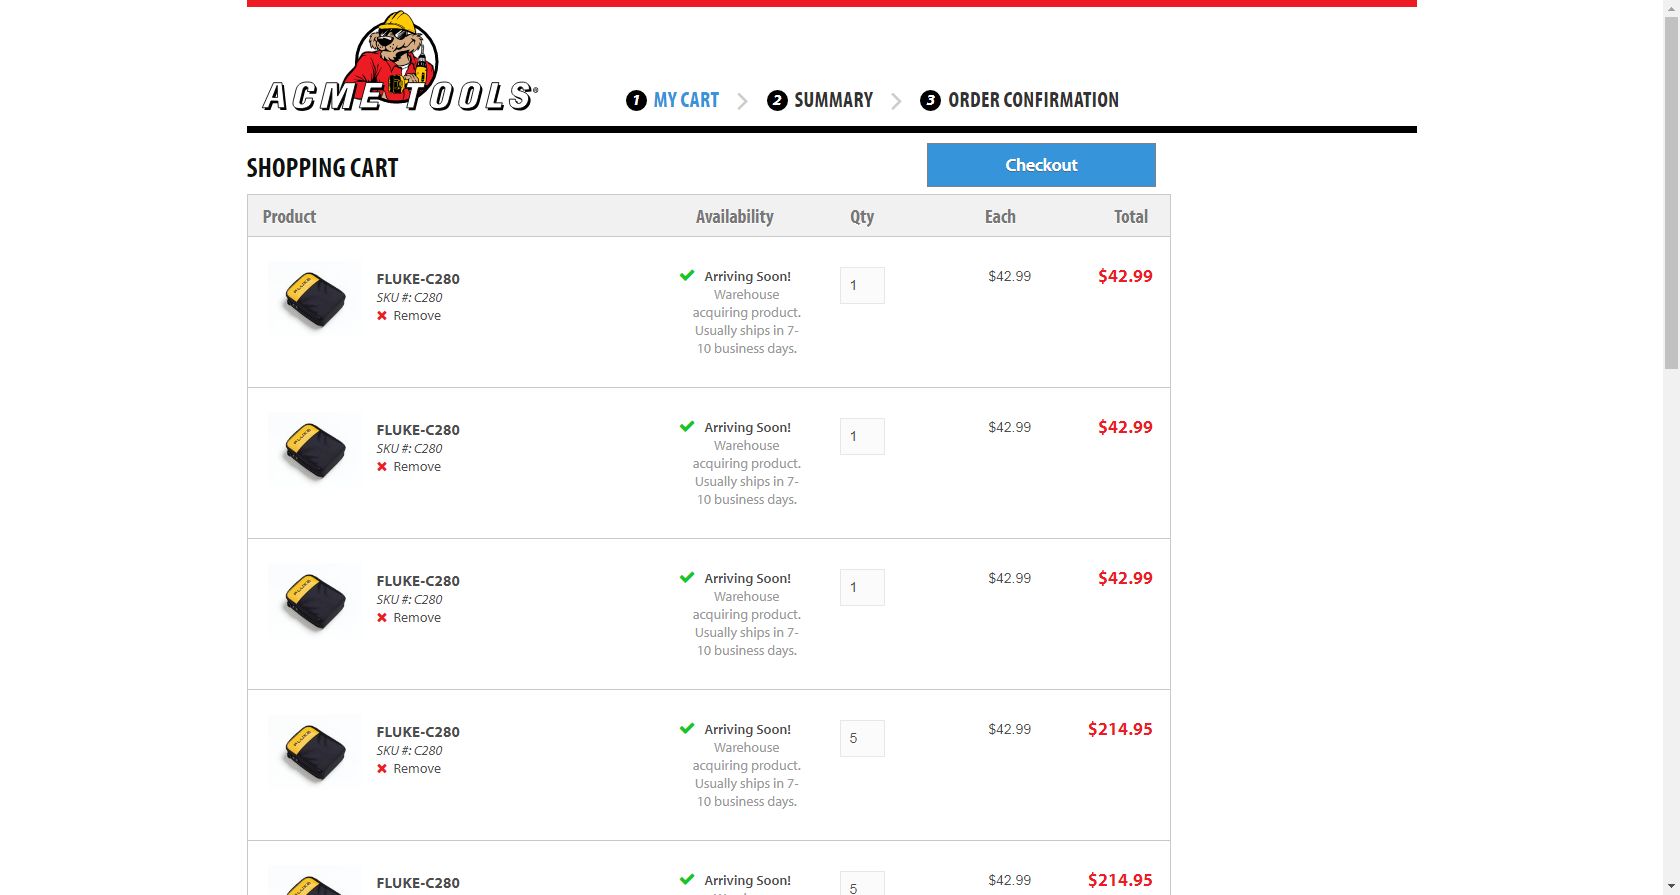 ACME TOOLS®
1 MY CART
2 SUMMARY
3 ORDER CONFIRMATION
SHOPPING CART
Checkout
Product Availability Qty Each Total
FLUKE-C280
SKU #: C280
Remove
Arriving Soon!
Warehouse
acquiring product.
Usually ships in 7-
10 business days.
1
$42.99
$42.99
FLUKE-C280
SKU #: C280
Remove
Arriving Soon!
Warehouse
acquiring product.
Usually ships in 7-
10 business days.
1
$42.99
$42.99
FLUKE-C280
SKU #: C280
Remove
Arriving Soon!
Warehouse
acquiring product.
Usually ships in 7-
10 business days.
1
$42.99
$42.99
FLUKE-C280
SKU #: C280
Remove
Arriving Soon!
Warehouse
acquiring product.
Usually ships in 7-
10 business days.
5
$42.99
$214.95
FLUKE-C280
Arriving Soon!
5
$42.99
$214.95